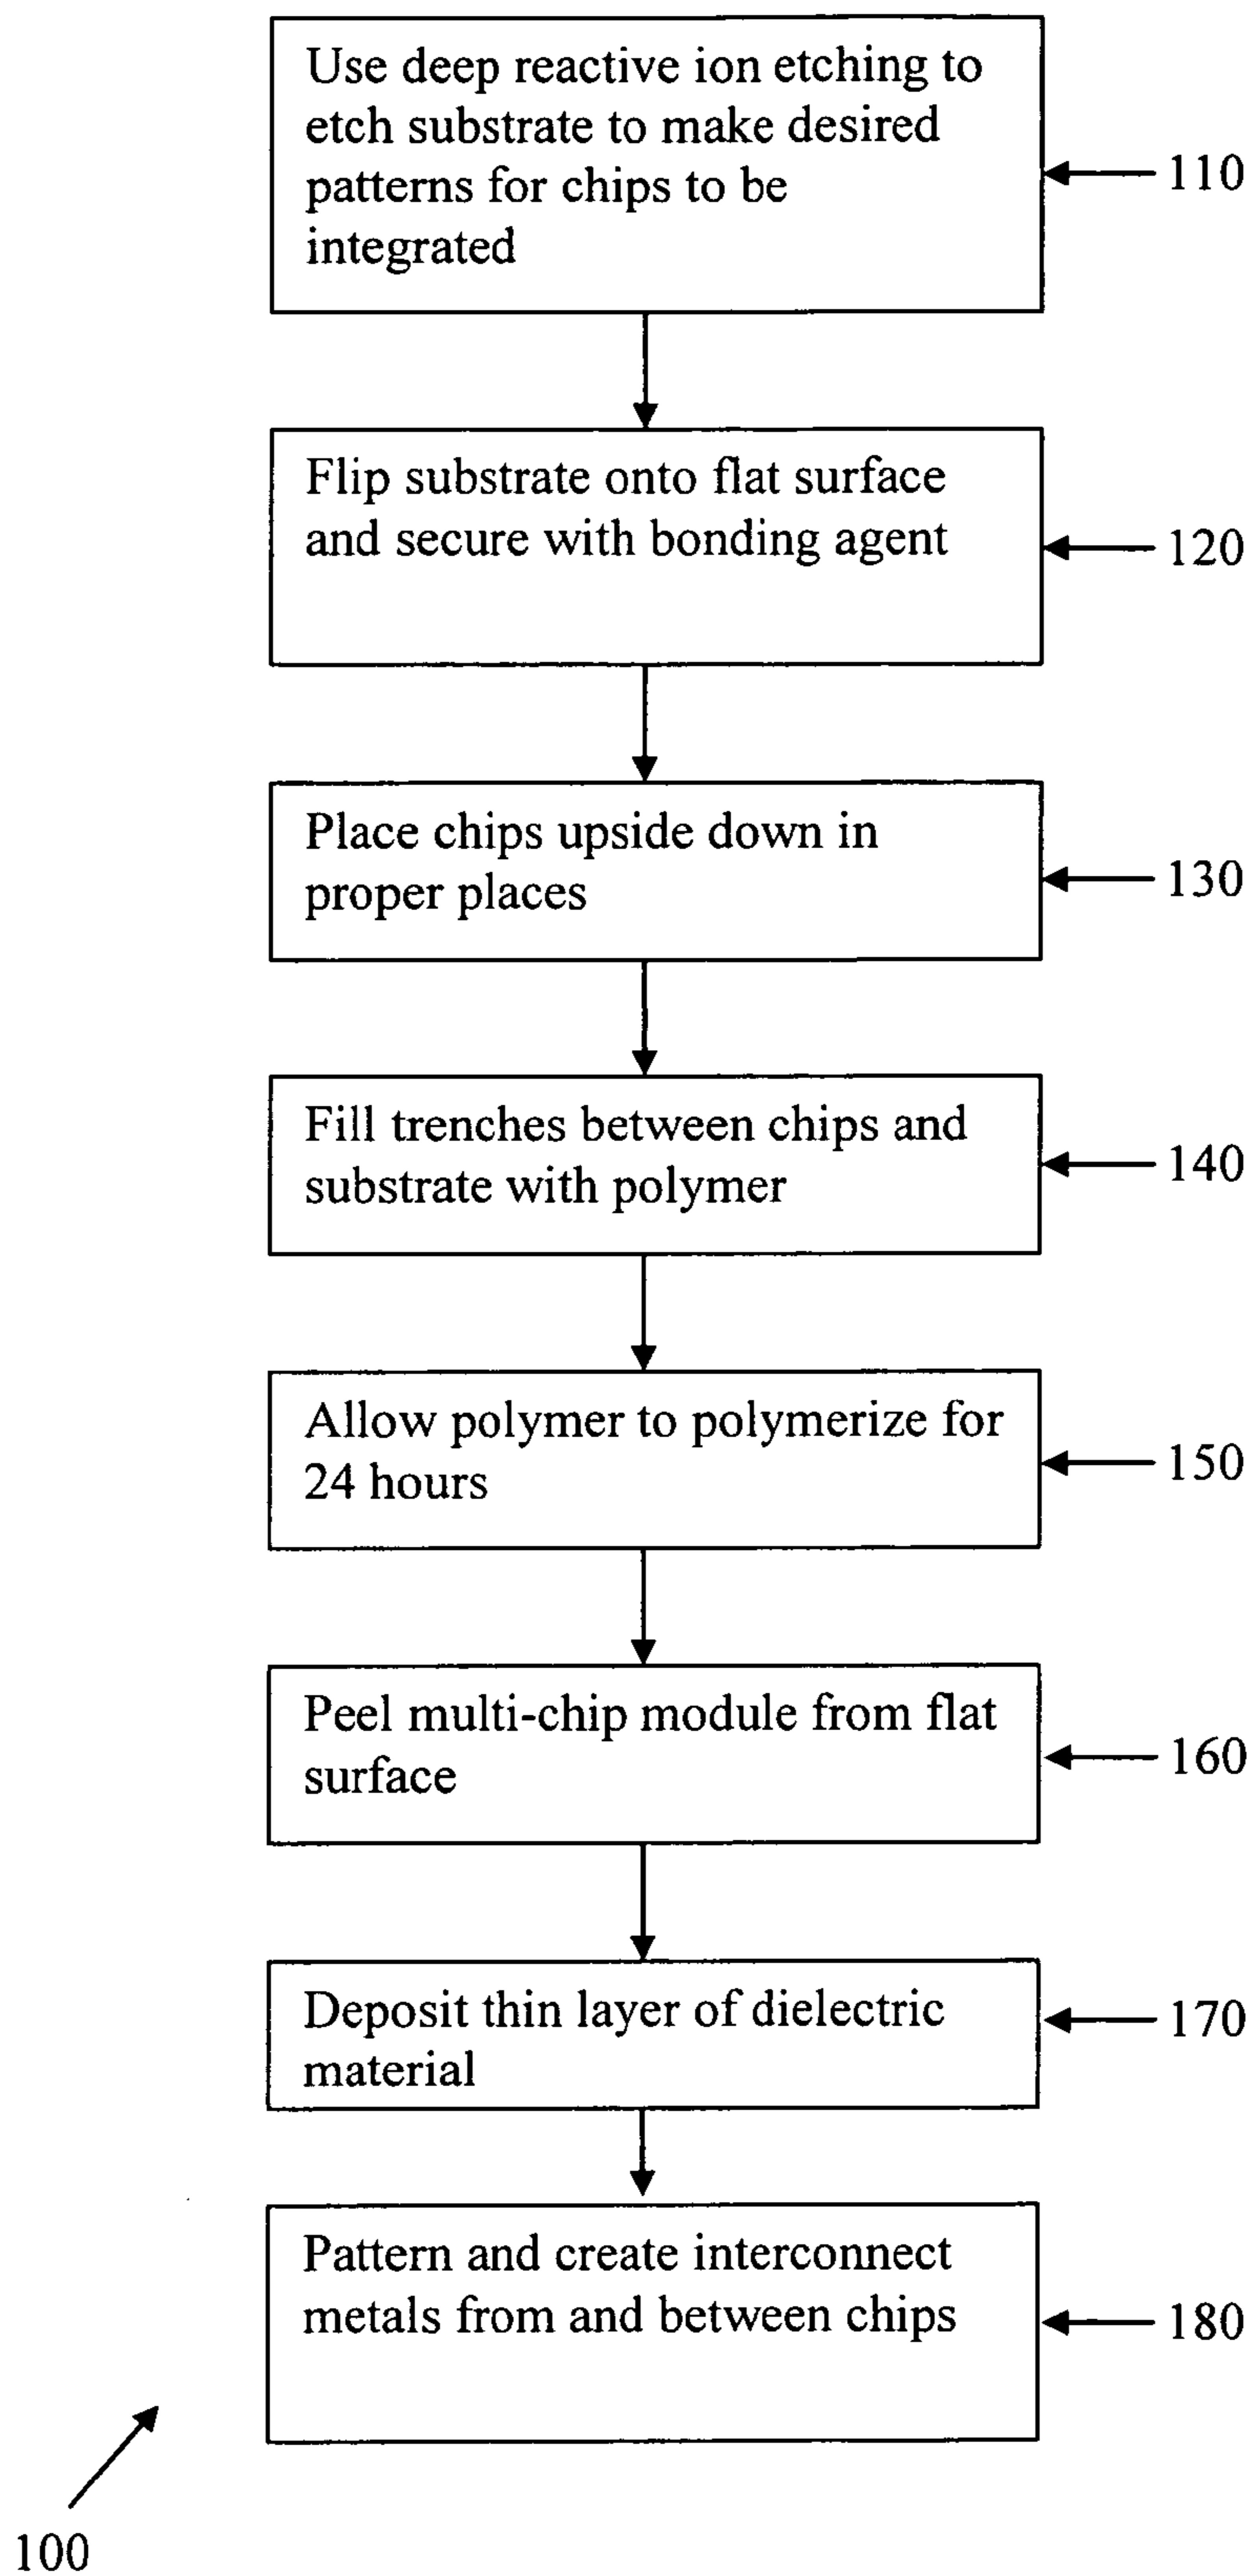 Use deep reactive ion etching to
etch substrate to make desired
patterns for chips to be
integrated
110
Flip substrate onto flat surface
and secure with bonding agent
120
Place chips upside down in
proper places
130
Fill trenches between chips and
substrate with polymer
140
Allow polymer to polymerize for
24 hours
150
Peel multi-chip module from flat
surface
160
Deposit thin layer of dielectric
material
170
Pattern and create interconnect
metals from and between chips
180
100